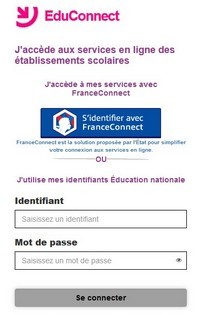 EduConnect
J'accède aux services en ligne des
établissements scolaires
J'accède à mes services avec
FranceConnect
S'identifier avec
FranceConnect
FranceConnect est la solution proposée par l'État pour simplifier
votre connexion aux services en ligne.
OU
J'utilise mes identifiants Éducation nationale
Identifiant
Saisissez un identifiant
Mot de passe
Saisissez un mot de passe
Se connecter